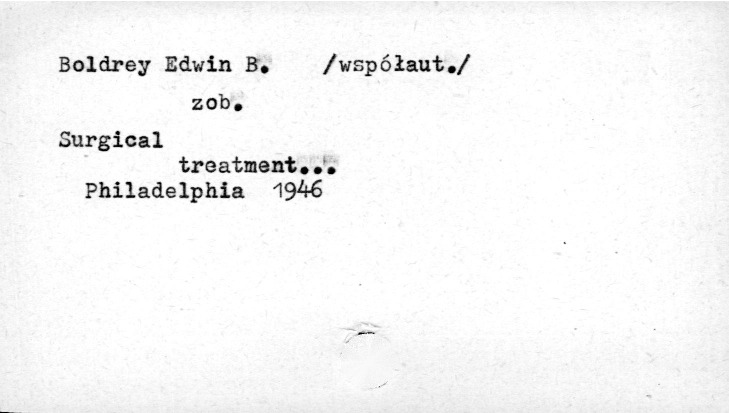 Boldrey Edwin B. /współaut./
zob.
Surgical
treatment...
Philadelphia 1946